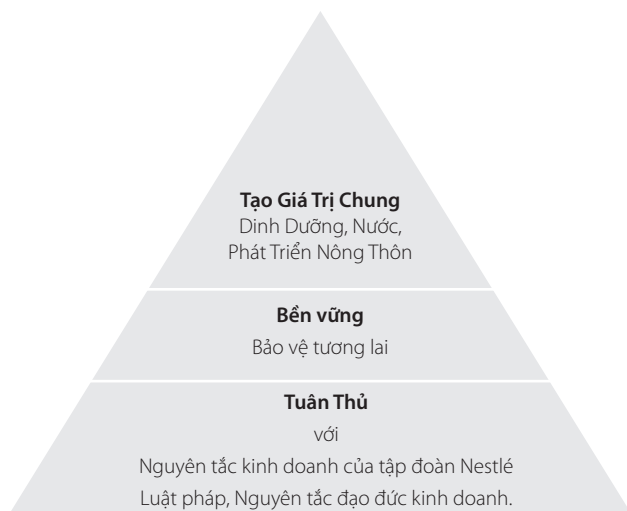 Tạo Giá Trị Chung
Dinh Dưỡng, Nước,
Phát Triển Nông Thôn
Bền vững
Bảo vệ tương lai
Tuân Thủ
với
Nguyên tắc kinh doanh của tập đoàn Nestlé
Luật pháp, Nguyên tắc đạo đức kinh doanh.